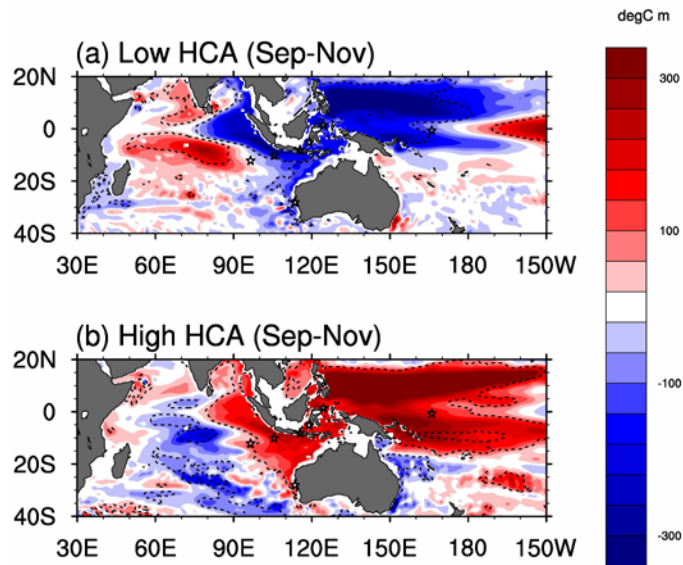 degC m
(a) Low HCA (Sep-Nov)
20N
0
20S
40S
30E 60E 90E 120E 150E 180 150W
(b) High HCA (Sep-Nov)
20N
0
20S
40S
30E 60E 90E 120E 150E 180 150W
300
100
-100
-300